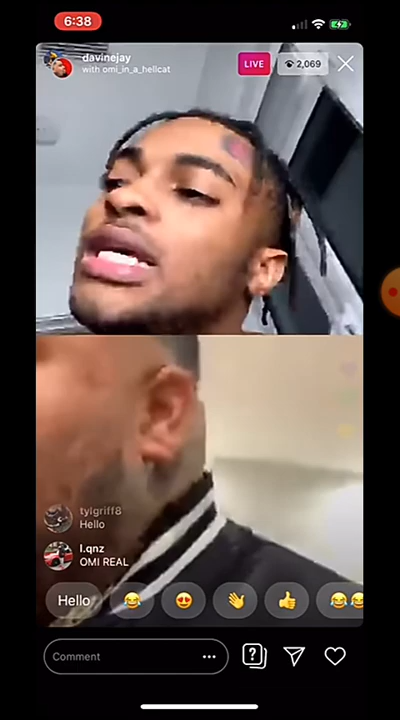 6:38
davinejay
with omi_in_a_hellcat
LIVE
2,069
tylgriff8
Hello
l.qnz
OMI REAL
Hello
Comment